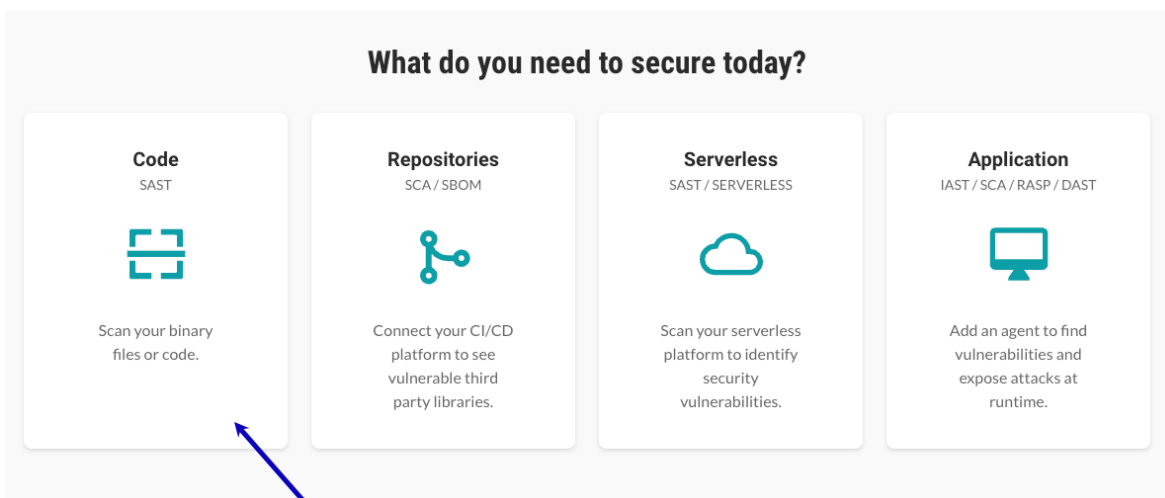 What do you need to secure today?
Code
SAST
Scan your binary
files or code.
Repositories
SCA / SBOM
Connect your CI/CD
platform to see
vulnerable third
party libraries.
Serverless
SAST / SERVERLESS
Scan your serverless
platform to identify
security
vulnerabilities.
Application
IAST / SCA / RASP / DAST
Add an agent to find
vulnerabilities and
expose attacks at
runtime.